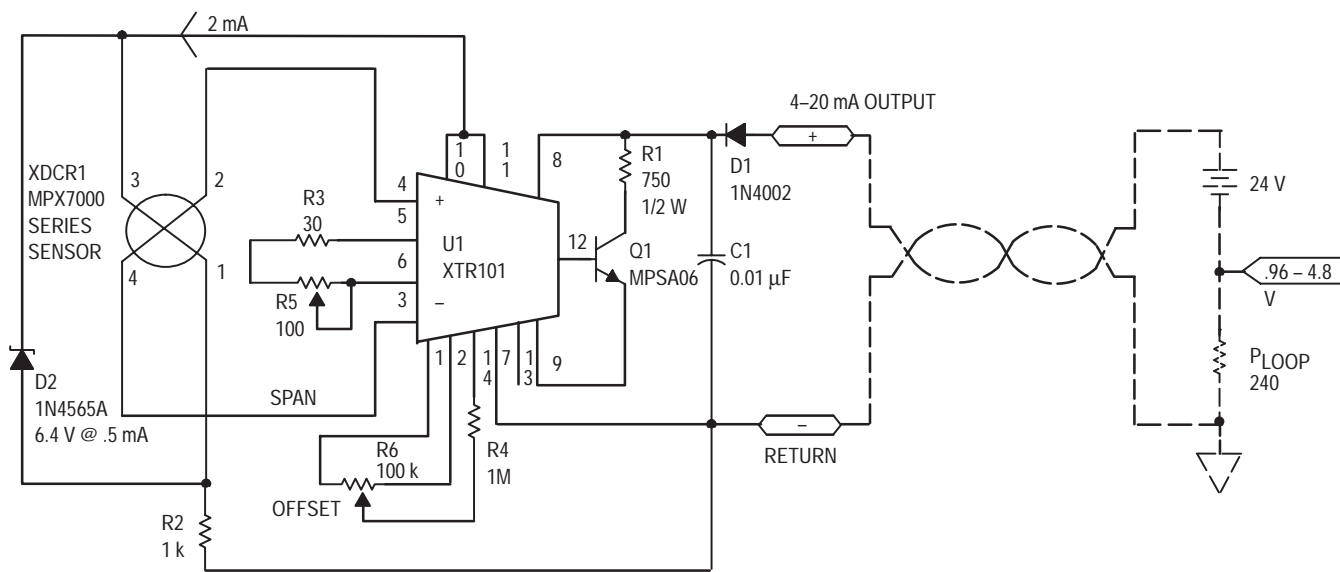 2 mA
4–20 mA OUTPUT
+
XDCR1
MPX7000
SERIES
SENSOR
3
2
4
1
R3
30
R5
100
4
5
6
3
+
–
U1
XTR101
1
0
1
1
8
12
R1
750
1/2 W
Q1
MPSA06
D1
1N4002
C1
0.01 µF
24 V
.96 – 4.8
V
PLOOP
240
D2
1N4565A
6.4 V @ .5 mA
SPAN
1
2
1
4
7
1
3
9
R6
100 k
OFFSET
R4
1M
–
RETURN
R2
1 k